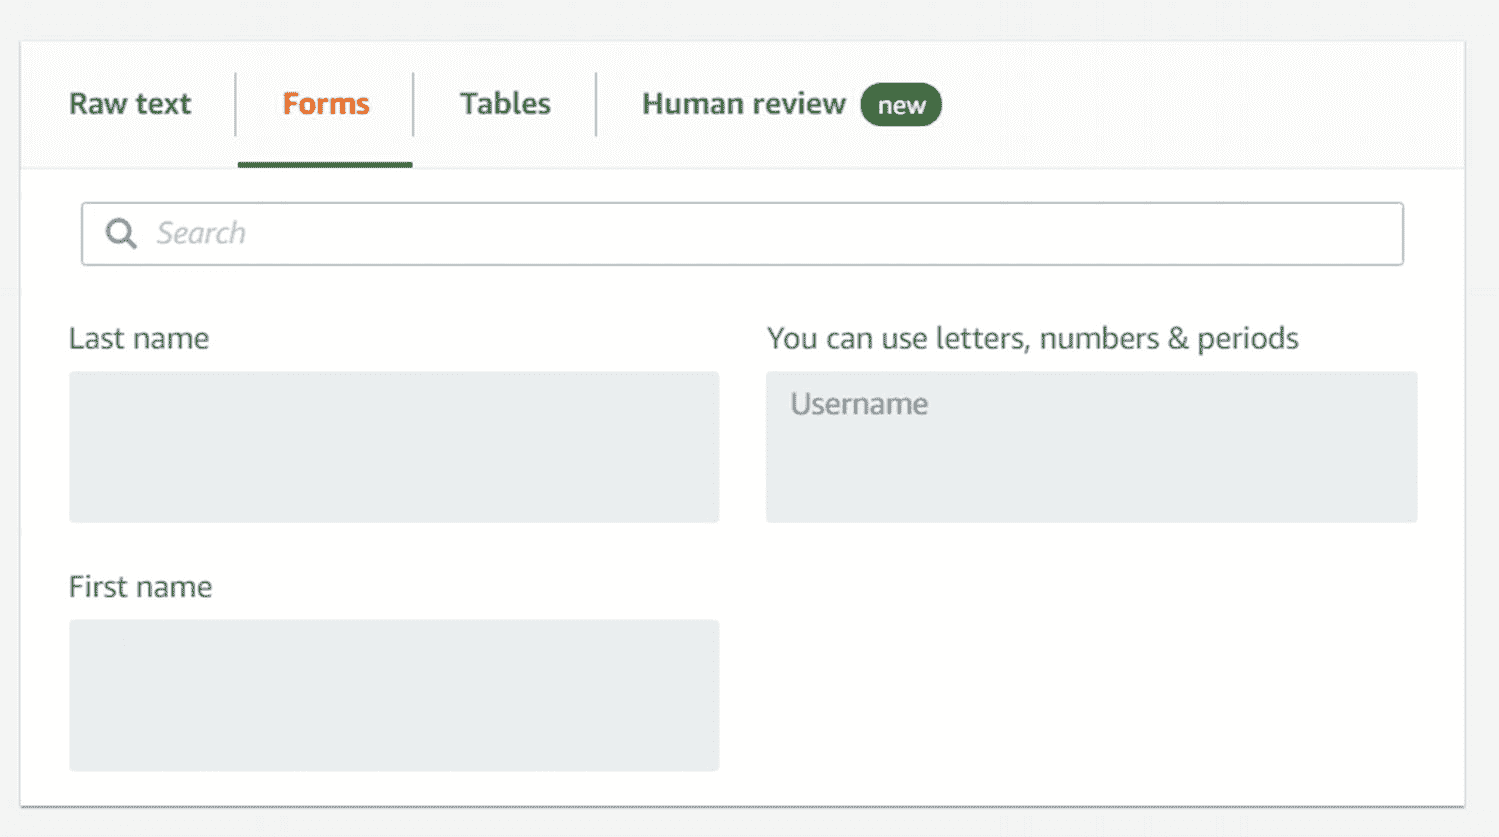 Raw text Forms Tables Human review new
Search
Last name You can use letters, numbers & periods
Username
First name